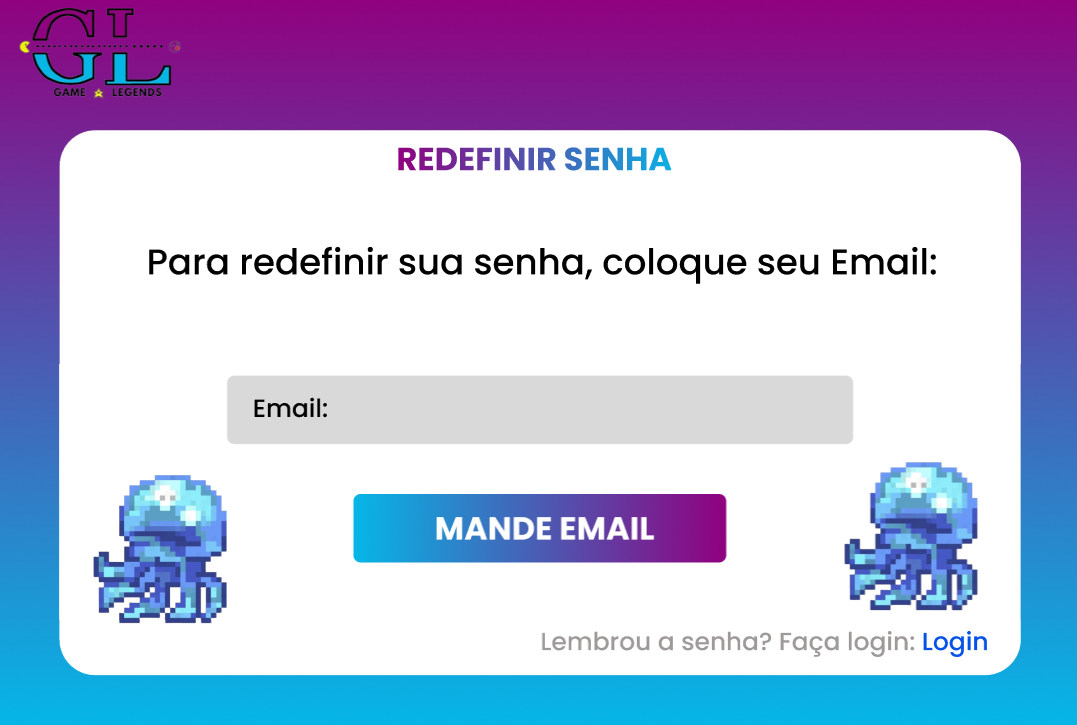 GL
GAME LEGENDS
REDEFINIR SENHA
Para redefinir sua senha, coloque seu Email:
Email:
MANDE EMAIL
Lembrou a senha? Faça login: Login